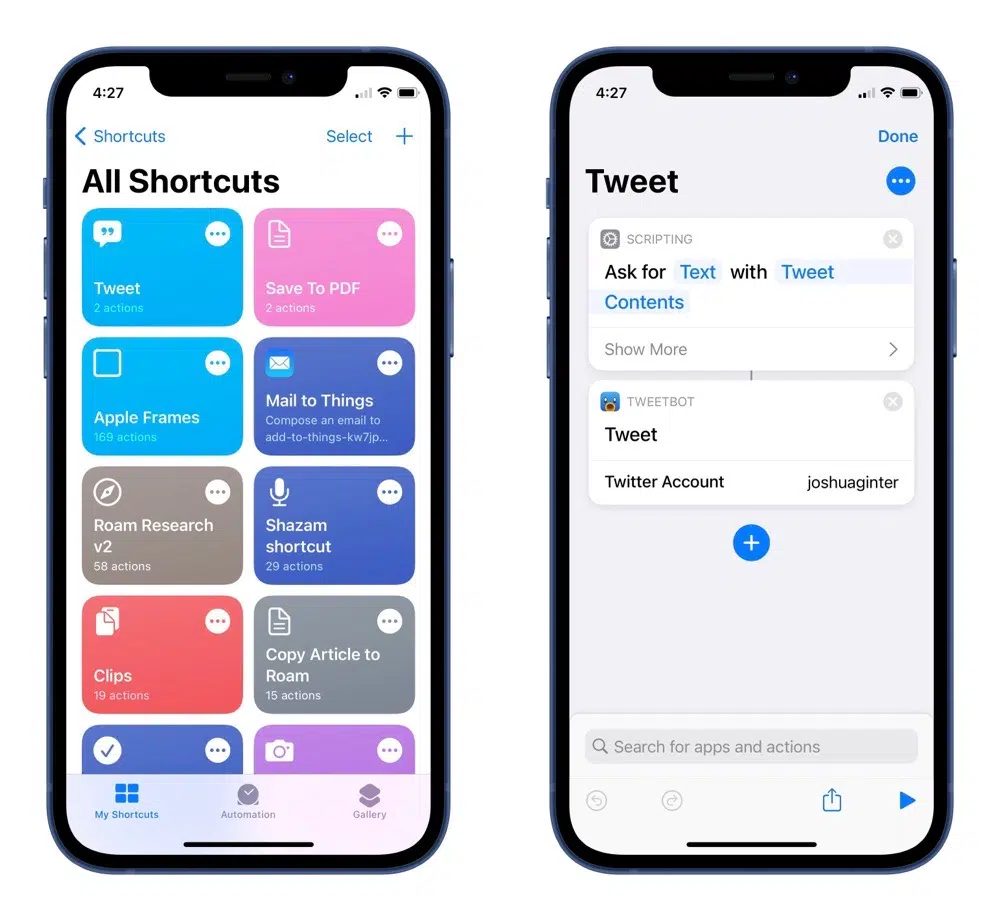 4:27
Shortcuts
Select
All Shortcuts
Tweet
2 actions
Save To PDF
2 actions
Apple Frames
169 actions
Mail to Things
Compose an email to
add-to-things-kw7jp...
Roam Research
v2
58 actions
Shazam
shortcut
29 actions
Clips
19 actions
Copy Article to
Roam
15 actions
My Shortcuts
Automation
Gallery
4:27
Done
Tweet
SCRIPTING
Ask for Text with Tweet
Contents
Show More
TWEETBOT
Tweet
Twitter Account joshuaginter
Search for apps and actions